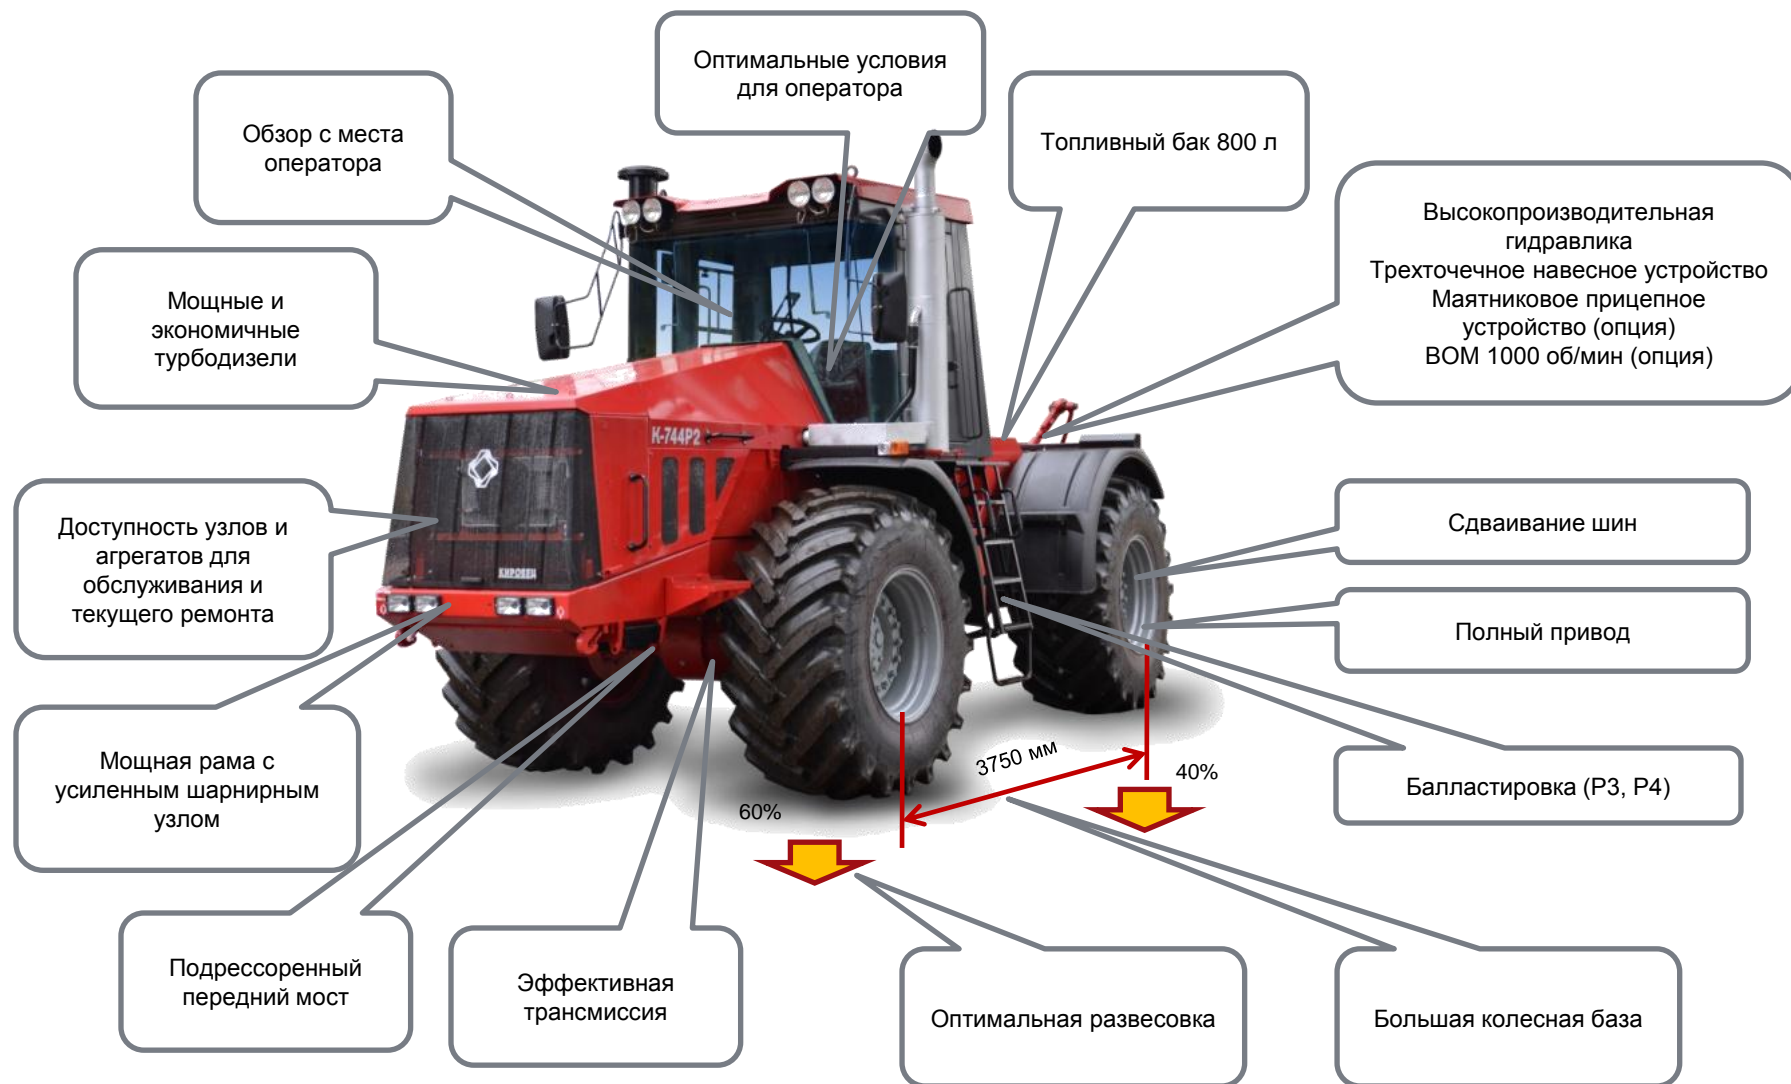 Оптимальные условия
для оператора
Обзор с места
оператора
Топливный бак 800 л
Высокопроизводительная
гидравлика
Трехточечное навесное устройство
Маятниковое прицепное
устройство (опция)
ВОМ 1000 об/мин (опция)
Мощные и
экономичные
турбодизели
К-744Р2
Доступность узлов и
агрегатов для
обслуживания и
текущего ремонта
КИРОВЕЦ
Сдваивание шин
Полный привод
Мощная рама с
усиленным шарнирным
узлом
3750 мм
40%
60%
Балластировка (Р3, Р4)
Подрессоренный
передний мост
Эффективная
трансмиссия
Оптимальная развесовка
Большая колесная база